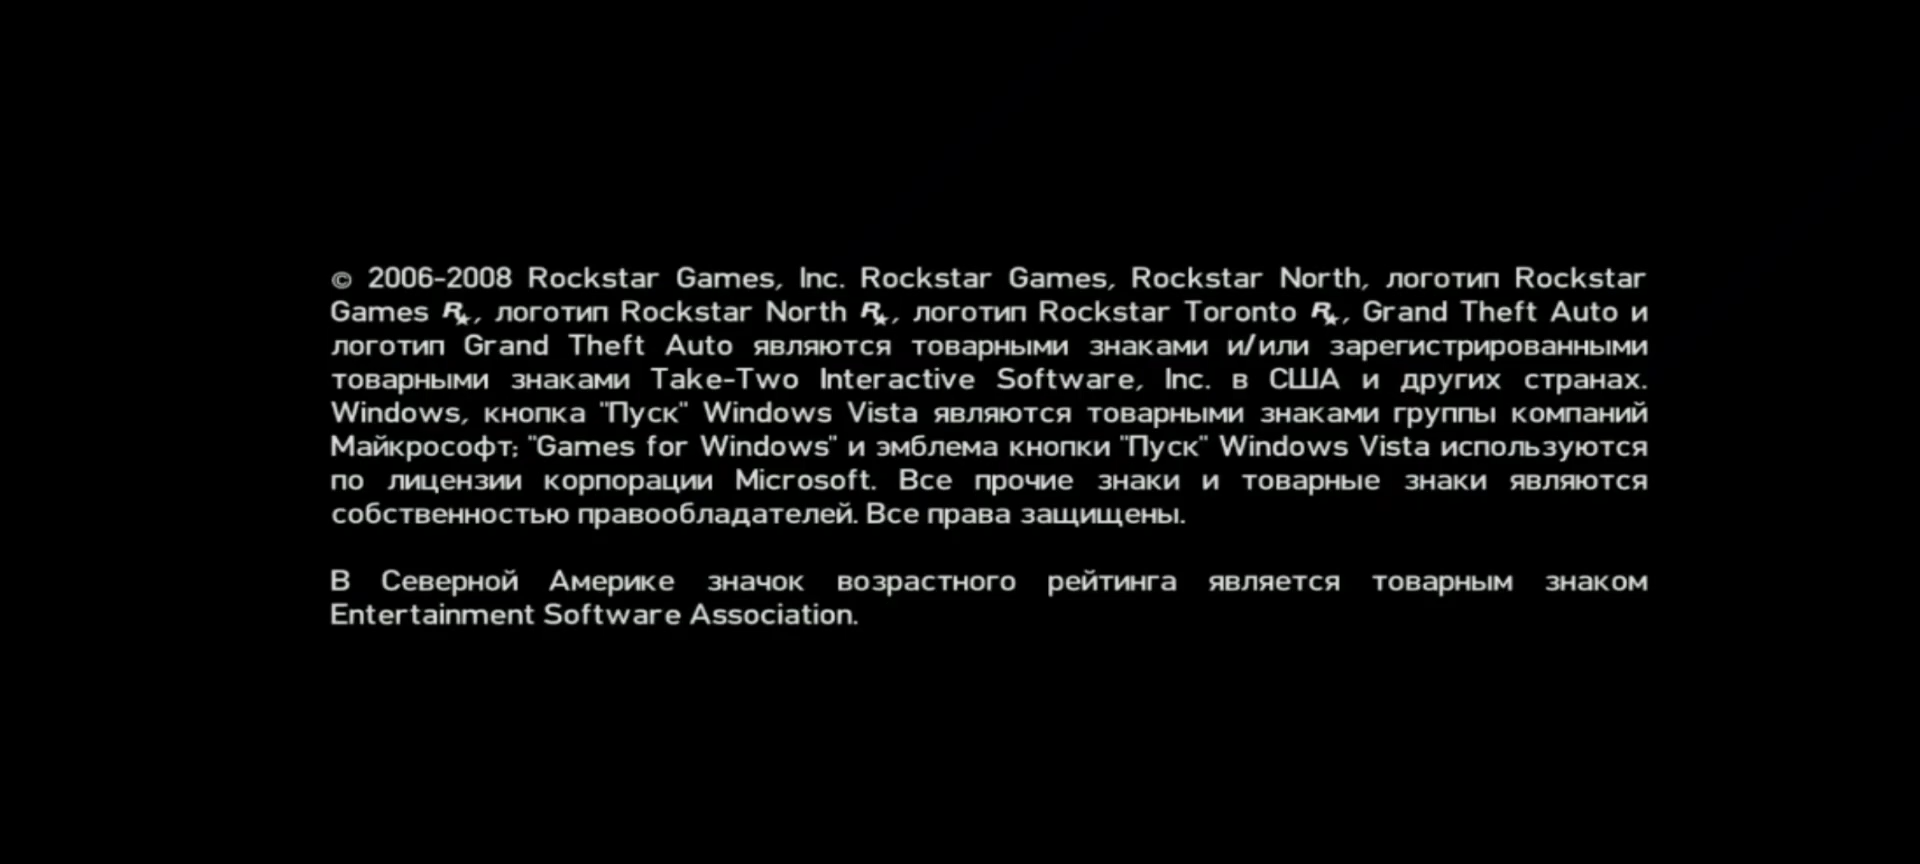 © 2006-2008 Rockstar Games, Inc. Rockstar Games, Rockstar North, логотип Rockstar
Games R★, логотип Rockstar North R★, логотип Rockstar Toronto R★, Grand Theft Auto и
логотип Grand Theft Auto являются товарными знаками и/или зарегистрированными
товарными знаками Take-Two Interactive Software, Inc. в США и других странах.
Windows, кнопка "Пуск" Windows Vista являются товарными знаками группы компаний
Майкрософт; "Games for Windows" и эмблема кнопки "Пуск" Windows Vista используются
по лицензии корпорации Microsoft. Все прочие знаки и товарные знаки являются
собственностью правообладателей. Все права защищены.
В Северной Америке значок возрастного рейтинга является товарным знаком
Entertainment Software Association.